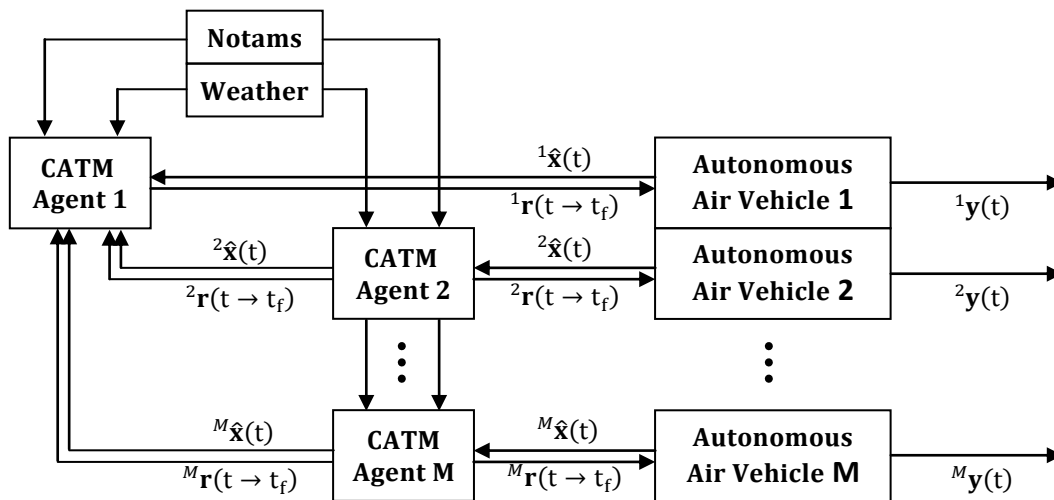 Notams
Weather
CATM
Agent 1
¹x̂(t)
¹r(t → t_f)
Autonomous
Air Vehicle 1
¹y(t)
²x̂(t)
²r(t → t_f)
CATM
Agent 2
²x̂(t)
²r(t → t_f)
Autonomous
Air Vehicle 2
²y(t)
ᴹx̂(t)
ᴹr(t → t_f)
CATM
Agent M
ᴹx̂(t)
ᴹr(t → t_f)
Autonomous
Air Vehicle M
ᴹy(t)